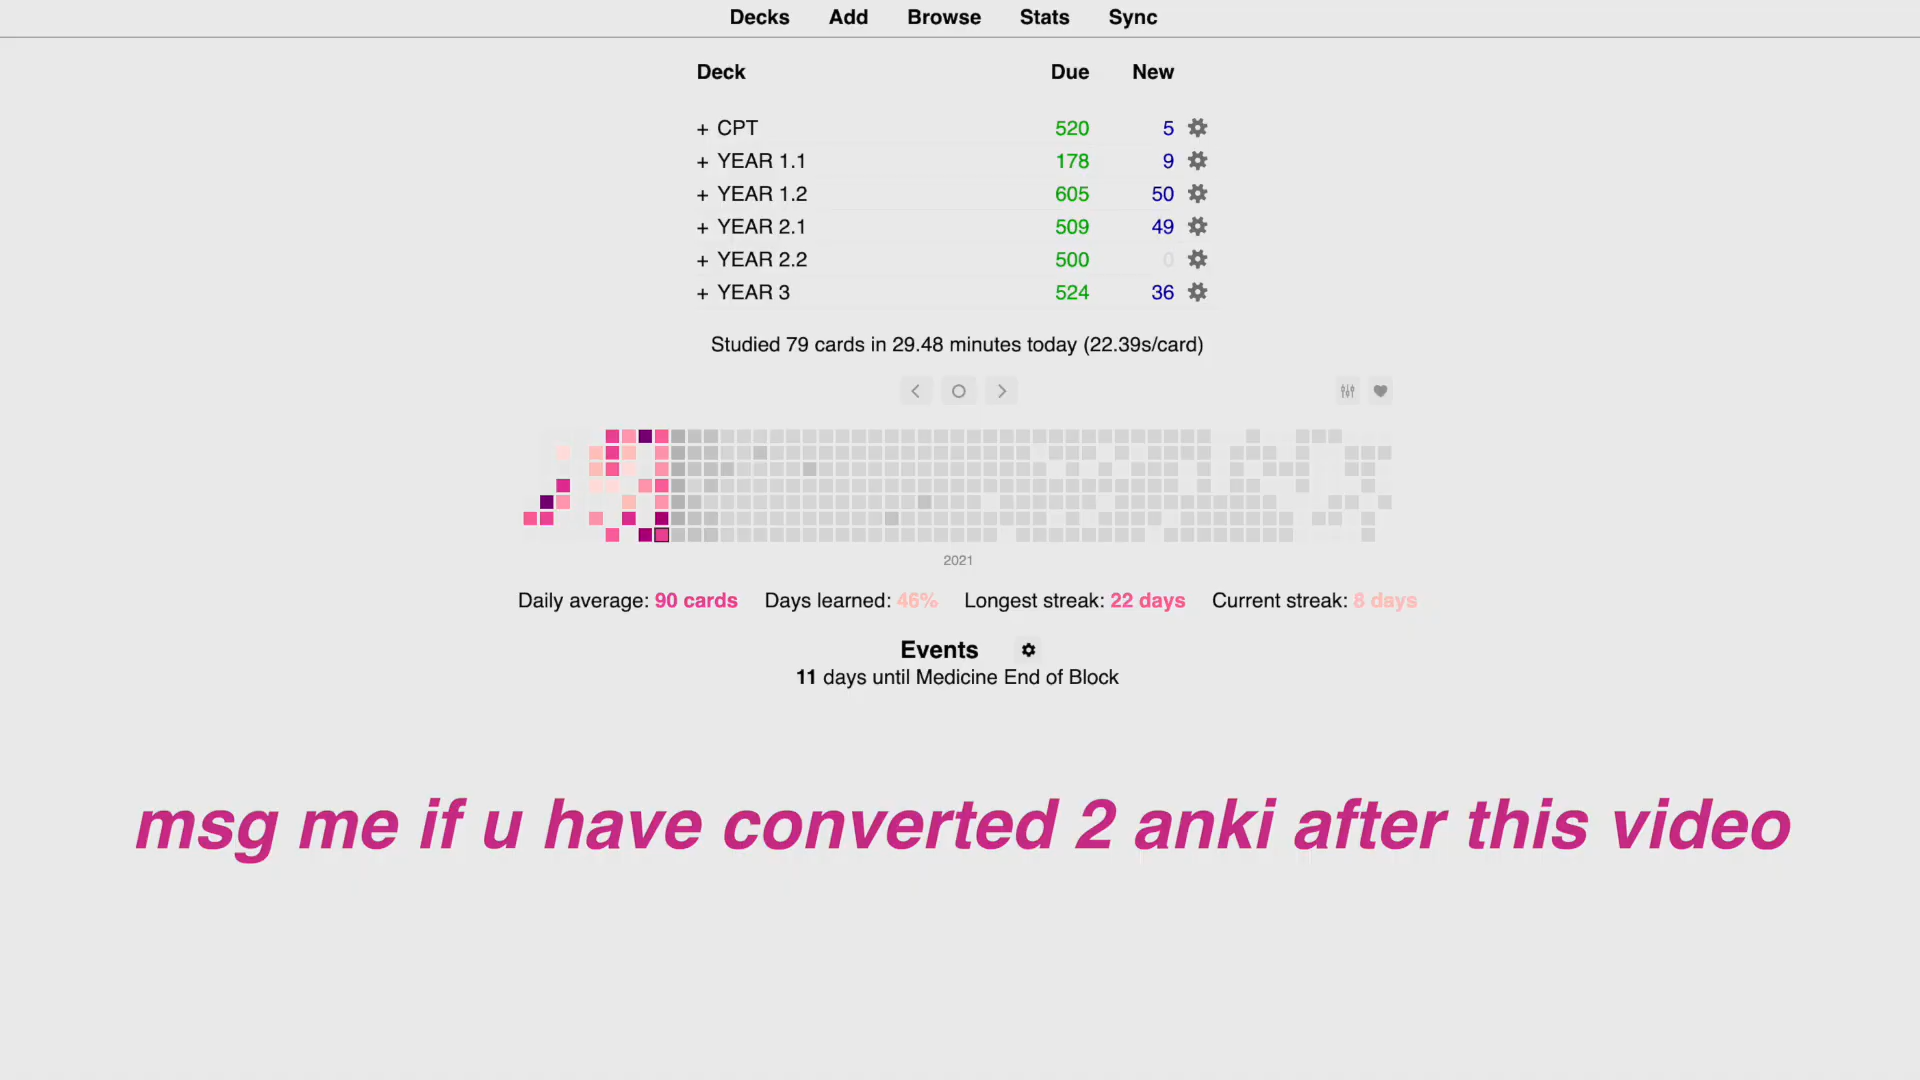 Decks Add Browse Stats Sync
Deck Due New
+ CPT 520 5
+ YEAR 1.1 178 9
+ YEAR 1.2 605 50
+ YEAR 2.1 509 49
+ YEAR 2.2 500 0
+ YEAR 3 524 36
Studied 79 cards in 29.48 minutes today (22.39s/card)
2021
Daily average: 90 cards Days learned: 46% Longest streak: 22 days Current streak: 8 days
Events
11 days until Medicine End of Block
msg me if u have converted 2 anki after this video